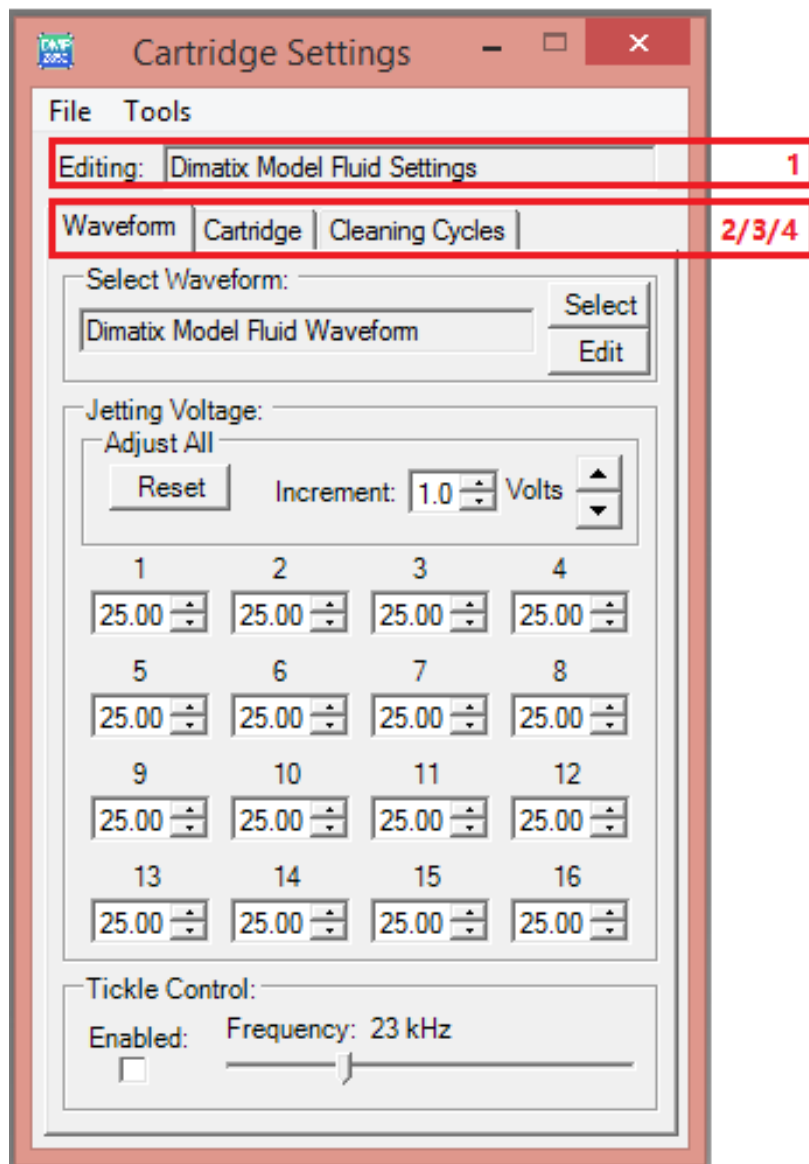 Cartridge Settings
File Tools
Editing: Dimatix Model Fluid Settings 1
Waveform Cartridge Cleaning Cycles 2/3/4
Select Waveform:
Dimatix Model Fluid Waveform Select
Edit
Jetting Voltage:
Adjust All
Reset Increment: 1.0 Volts
1 2 3 4
25.00 25.00 25.00 25.00
5 6 7 8
25.00 25.00 25.00 25.00
9 10 11 12
25.00 25.00 25.00 25.00
13 14 15 16
25.00 25.00 25.00 25.00
Tickle Control:
Enabled: Frequency: 23 kHz